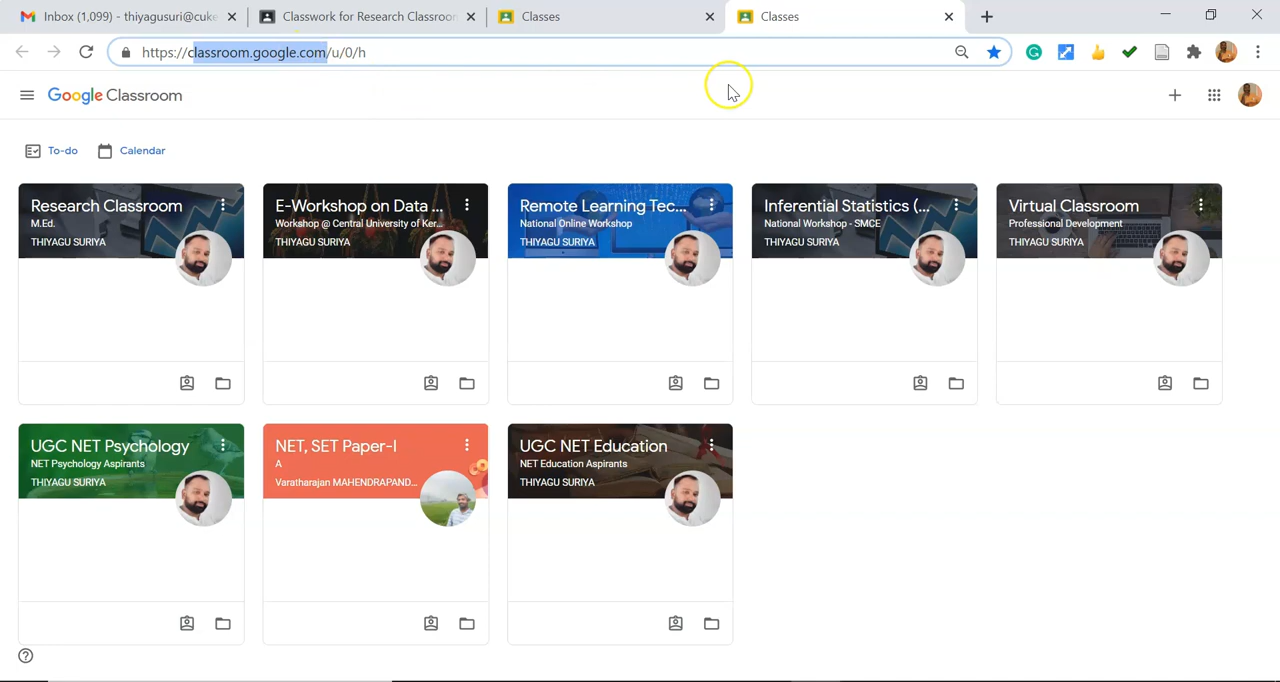 Inbox (1,099) - thiyagusuri@cuke
Classwork for Research Classroom
Classes
Classes
https://classroom.google.com/u/0/h
Google Classroom
To-do
Calendar
Research Classroom
M.Ed.
THIYAGU SURIYA
E-Workshop on Data ...
Workshop @ Central University of Ker...
THIYAGU SURIYA
Remote Learning Tec...
National Online Workshop
THIYAGU SURIYA
Inferential Statistics (...
National Workshop - SMCE
THIYAGU SURIYA
Virtual Classroom
Professional Development
THIYAGU SURIYA
UGC NET Psychology
NET Psychology Aspirants
THIYAGU SURIYA
NET, SET Paper-I
A
Varatharajan MAHENDRAPAND...
UGC NET Education
NET Education Aspirants
THIYAGU SURIYA